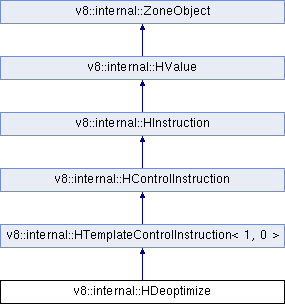 v8::internal::ZoneObject
v8::internal::HValue
v8::internal::HInstruction
v8::internal::HControlInstruction
v8::internal::HTemplateControlInstruction< 1, 0 >
v8::internal::HDeoptimize